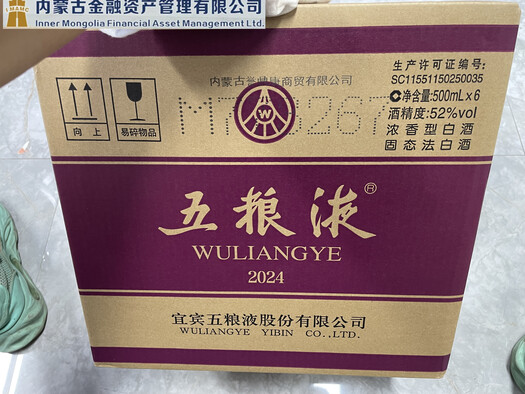 内蒙古金融资产管理有限公司
Inner Mongolia Financial Asset Management Ltd.
生产许可证编号:
SC11551150250035
净含量:500mL×6
酒精度:52%vol
浓香型白酒
固态法白酒
向上
易碎物品
W
五粮液®
WULIANGYE
2024
宜宾五粮液股份有限公司
WULIANGYE YIBIN CO.,LTD.